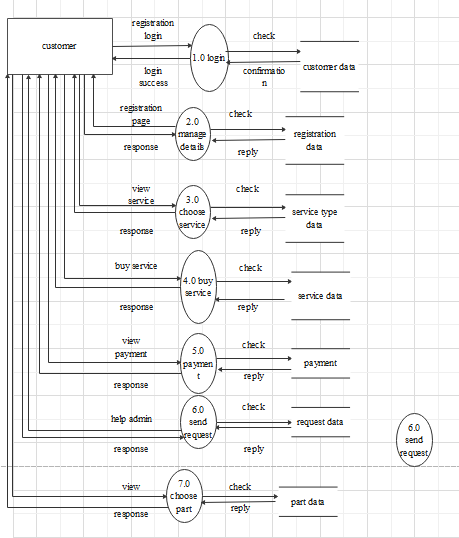 registration
login
check
customer
1.0 login
customer data
login
success
confirmatio
n
registration
page
check
2.0
manage
details
registration
data
response
reply
view
service
check
3.0
choose
service
service type
data
response
reply
buy service
check
4.0 buy
service
service data
response
reply
view
payment
check
5.0
paymen
t
payment
response
reply
help admin
check
6.0
send
request
request data
response
reply
6.0
send
request
view
check
7.0
choose
part
part data
response
reply